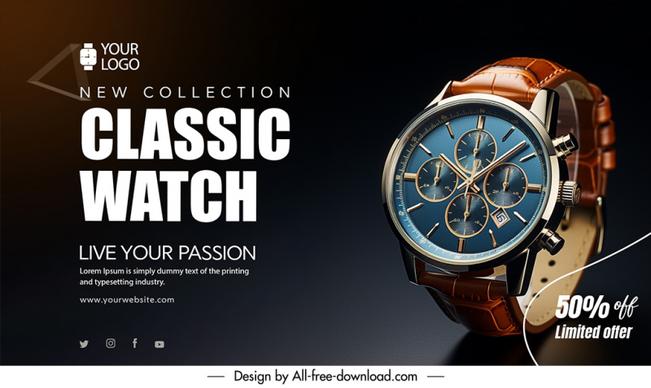 YOUR
LOGO
NEW COLLECTION
CLASSIC
WATCH
LIVE YOUR PASSION
Lorem Ipsum is simply dummy text of the printing
and typesetting industry.
www.yourwebsite.com
50% off
Limited offer
Design by All-free-download.com